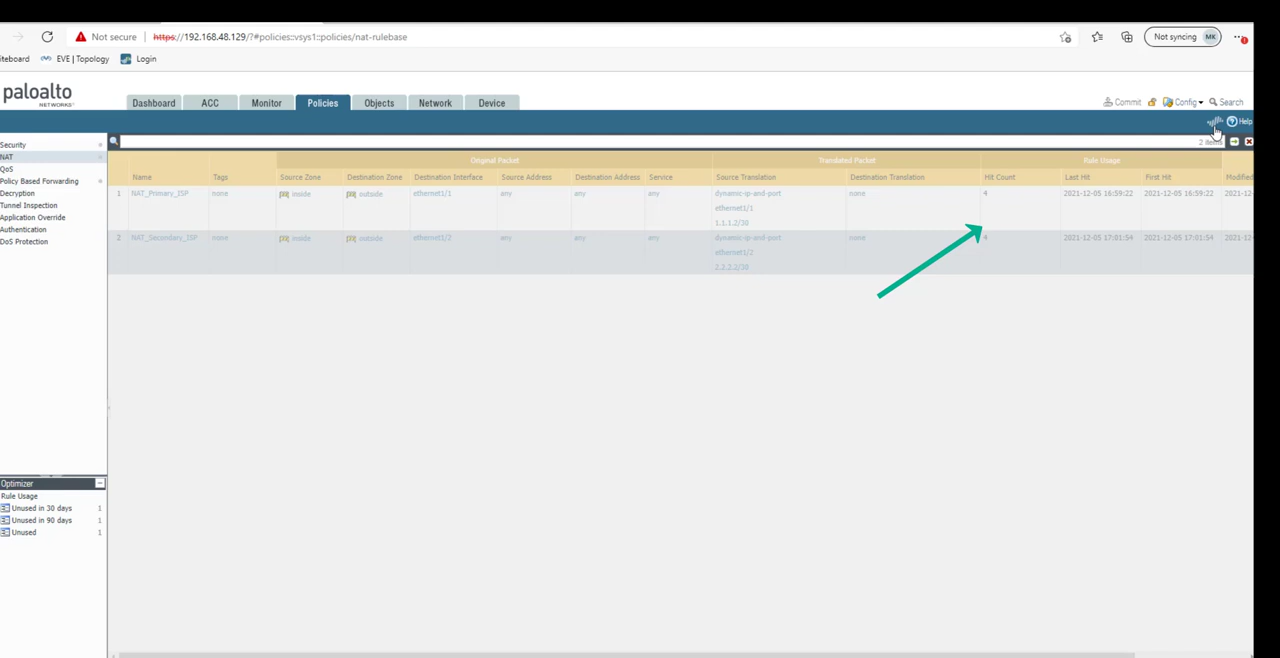 Not secure https://192.168.48.129/?#policies::vsys1::policies/nat-rulebase Not syncing MK
iteboard EVE | Topology Login
paloalto
NETWORKS
Dashboard ACC Monitor Policies Objects Network Device Commit Config Search
Help
2 items
Security
NAT
QoS
Policy Based Forwarding
Decryption
Tunnel Inspection
Application Override
Authentication
DoS Protection
Original Packet Translated Packet Rule Usage
Name Tags Source Zone Destination Zone Destination Interface Source Address Destination Address Service Source Translation Destination Translation Hit Count Last Hit First Hit Modified
1 NAT_Primary_ISP none inside outside ethernet1/1 any any any dynamic-ip-and-port none 4 2021-12-05 16:59:22 2021-12-05 16:59:22 2021-12-
ethernet1/1
1.1.1.2/30
2 NAT_Secondary_ISP none inside outside ethernet1/2 any any any dynamic-ip-and-port none 4 2021-12-05 17:01:54 2021-12-05 17:01:54 2021-12-
ethernet1/2
2.2.2.2/30
Optimizer
Rule Usage
Unused in 30 days 1
Unused in 90 days 1
Unused 1